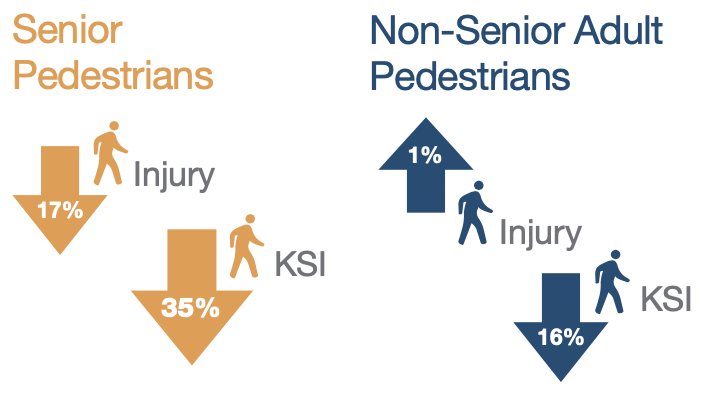 Senior
Pedestrians
17%
Injury
35%
KSI
Non-Senior Adult
Pedestrians
1%
Injury
16%
KSI